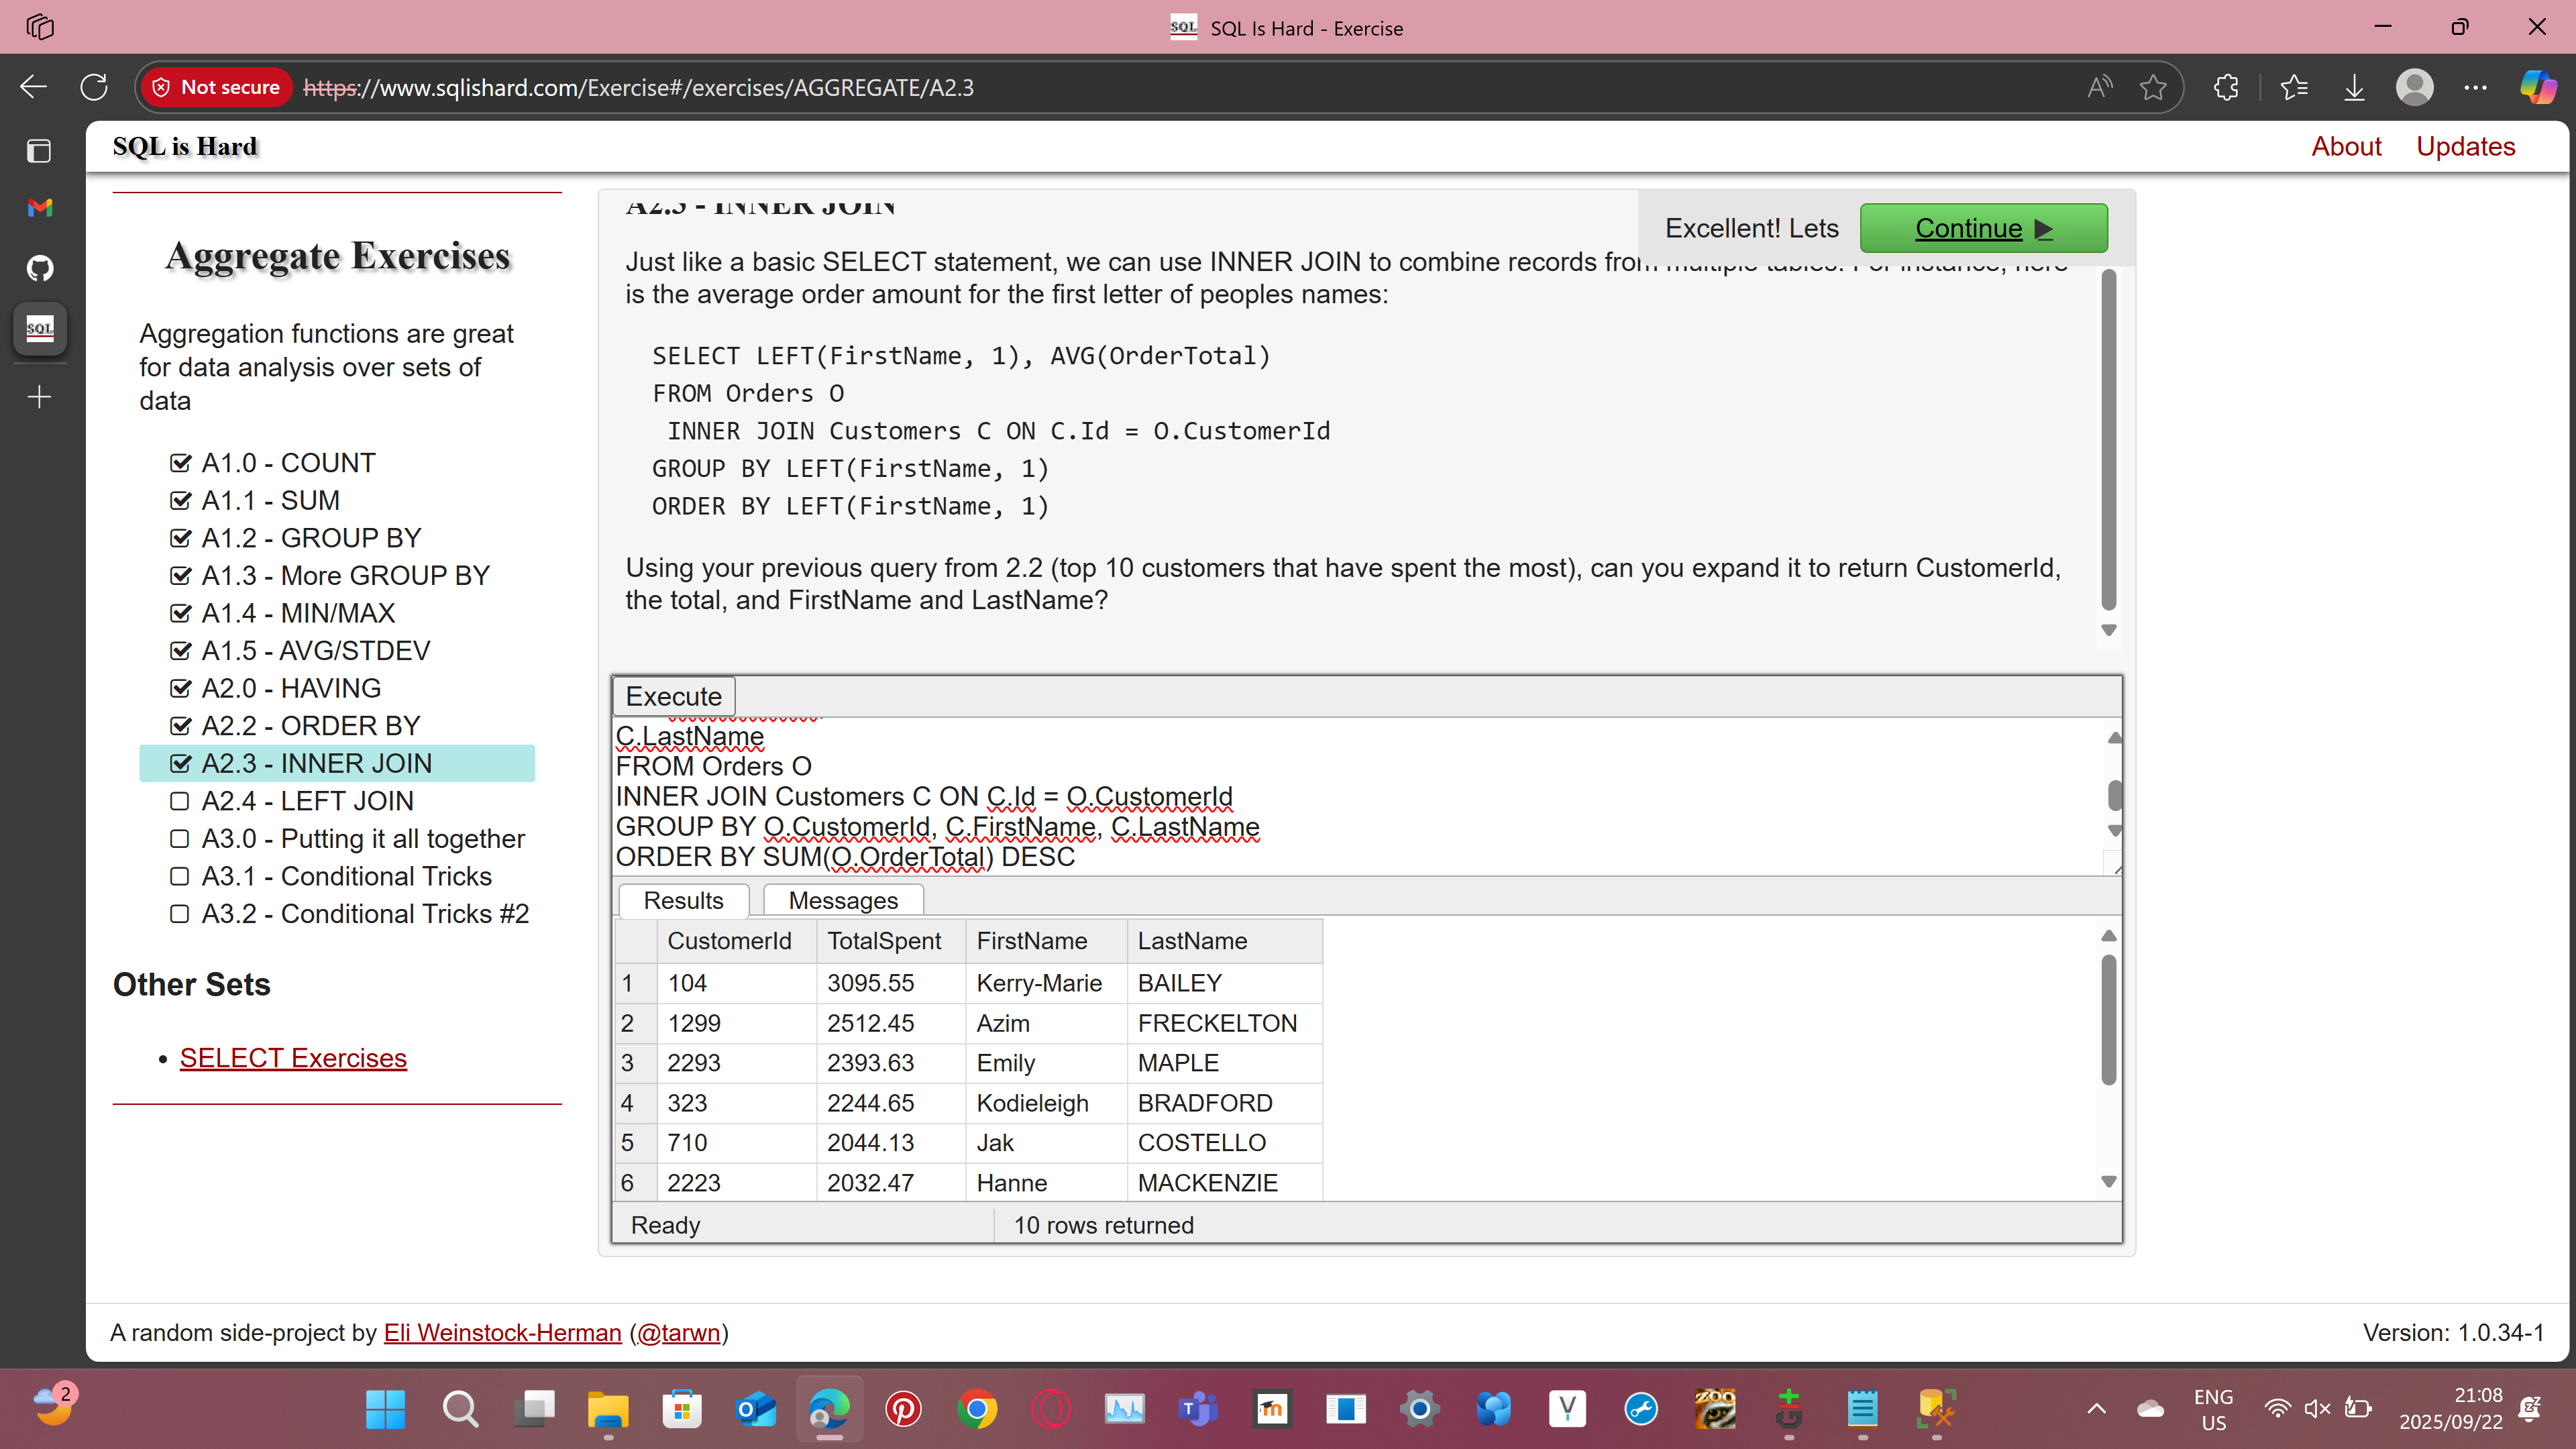 SQL Is Hard - Exercise
Not secure
https://www.sqlishard.com/Exercise#/exercises/AGGREGATE/A2.3
SQL is Hard
About
Updates
Aggregate Exercises
Aggregation functions are great
for data analysis over sets of
data
A1.0 - COUNT
A1.1 - SUM
A1.2 - GROUP BY
A1.3 - More GROUP BY
A1.4 - MIN/MAX
A1.5 - AVG/STDEV
A2.0 - HAVING
A2.2 - ORDER BY
A2.3 - INNER JOIN
A2.4 - LEFT JOIN
A3.0 - Putting it all together
A3.1 - Conditional Tricks
A3.2 - Conditional Tricks #2
Other Sets
SELECT Exercises
A2.3 - INNER JOIN
Excellent! Lets
Continue
Just like a basic SELECT statement, we can use INNER JOIN to combine records from multiple tables. For instance, here
is the average order amount for the first letter of peoples names:
SELECT LEFT(FirstName, 1), AVG(OrderTotal)
FROM Orders O
INNER JOIN Customers C ON C.Id = O.CustomerId
GROUP BY LEFT(FirstName, 1)
ORDER BY LEFT(FirstName, 1)
Using your previous query from 2.2 (top 10 customers that have spent the most), can you expand it to return CustomerId,
the total, and FirstName and LastName?
Execute
C.LastName
FROM Orders O
INNER JOIN Customers C ON C.Id = O.CustomerId
GROUP BY O.CustomerId, C.FirstName, C.LastName
ORDER BY SUM(O.OrderTotal) DESC
Results
Messages
CustomerId TotalSpent FirstName LastName
1 104 3095.55 Kerry-Marie BAILEY
2 1299 2512.45 Azim FRECKELTON
3 2293 2393.63 Emily MAPLE
4 323 2244.65 Kodieleigh BRADFORD
5 710 2044.13 Jak COSTELLO
6 2223 2032.47 Hanne MACKENZIE
Ready
10 rows returned
A random side-project by Eli Weinstock-Herman (@tarwn)
Version: 1.0.34-1
2
ENG
US
21:08
2025/09/22